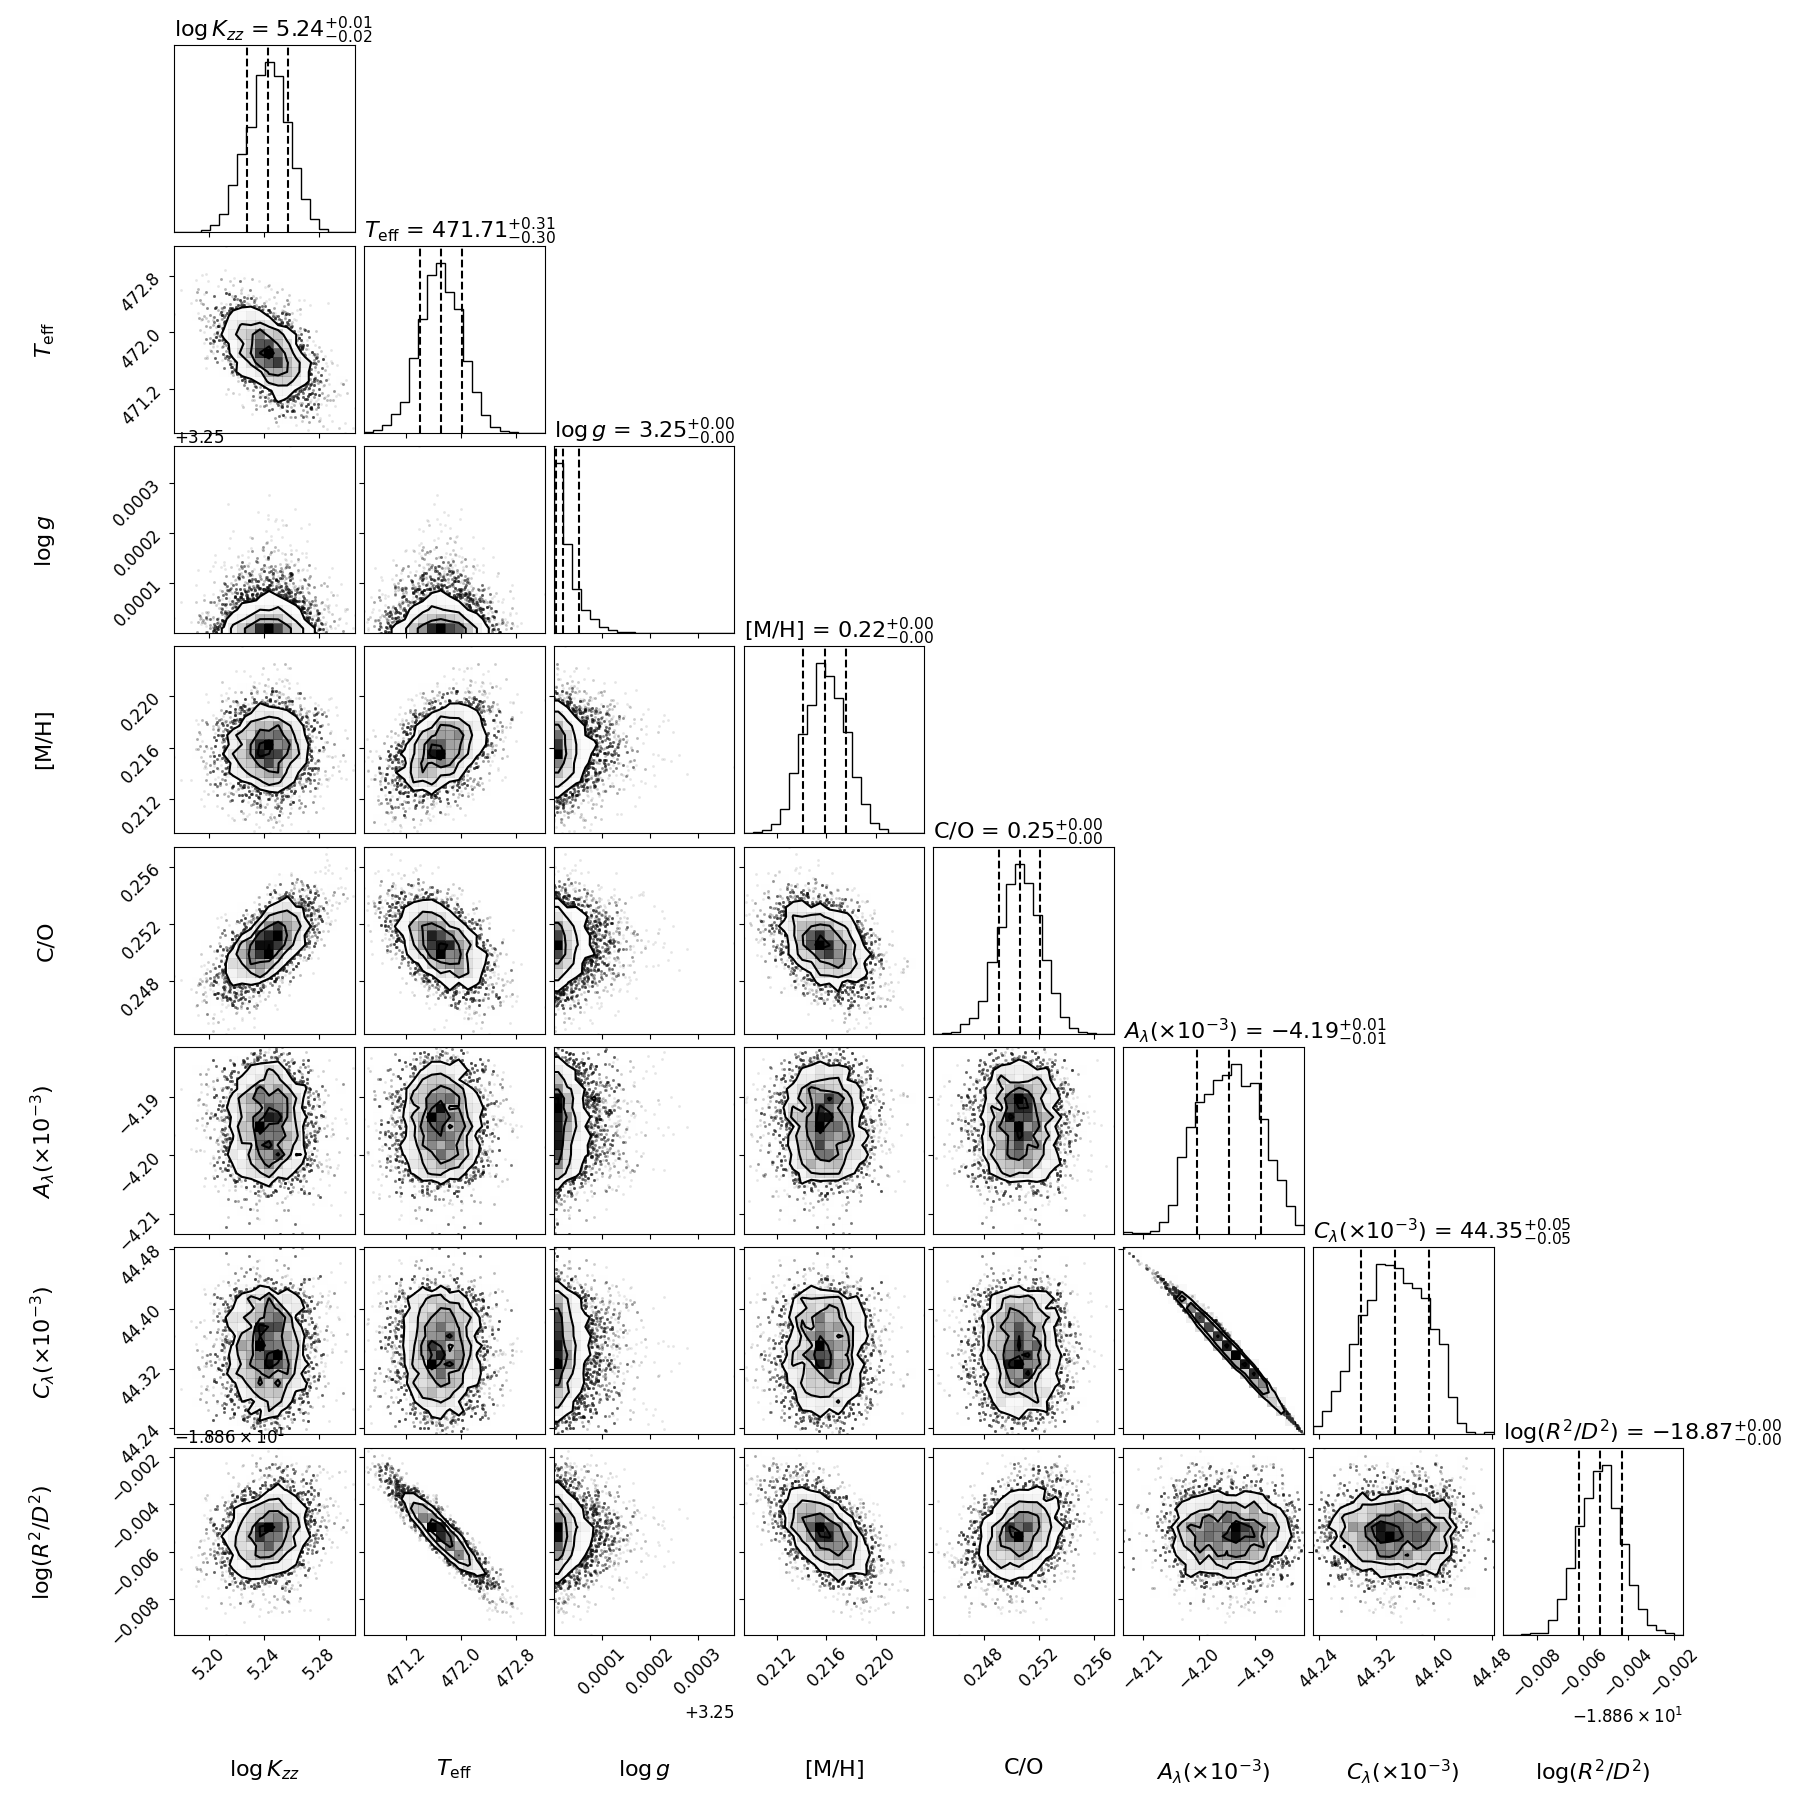 log K_zz = 5.24^{+0.01}_{−0.02}
T_eff = 471.71^{+0.31}_{−0.30}
472.8
472.0
471.2
T_eff
+3.25
log g = 3.25^{+0.00}_{−0.00}
0.0003
0.0002
0.0001
log g
[M/H] = 0.22^{+0.00}_{−0.00}
0.220
0.216
0.212
[M/H]
C/O = 0.25^{+0.00}_{−0.00}
0.256
0.252
0.248
C/O
A_λ(×10^{−3}) = −4.19^{+0.01}_{−0.01}
−4.19
−4.20
−4.21
A_λ(×10^{−3})
C_λ(×10^{−3}) = 44.35^{+0.05}_{−0.05}
44.48
44.40
44.32
44.24
C_λ(×10^{−3})
−1.886 × 10^1
log(R^2/D^2) = −18.87^{+0.00}_{−0.00}
−0.002
−0.004
−0.006
−0.008
log(R^2/D^2)
5.20 5.24 5.28 471.2 472.0 472.8 0.0001 0.0002 0.0003 0.212 0.216 0.220 0.248 0.252 0.256 −4.21 −4.20 −4.19 44.24 44.32 44.40 44.48 −0.008 −0.006 −0.004 −0.002
+3.25 −1.886 × 10^1
log K_zz T_eff log g [M/H] C/O A_λ(×10^{−3}) C_λ(×10^{−3}) log(R^2/D^2)